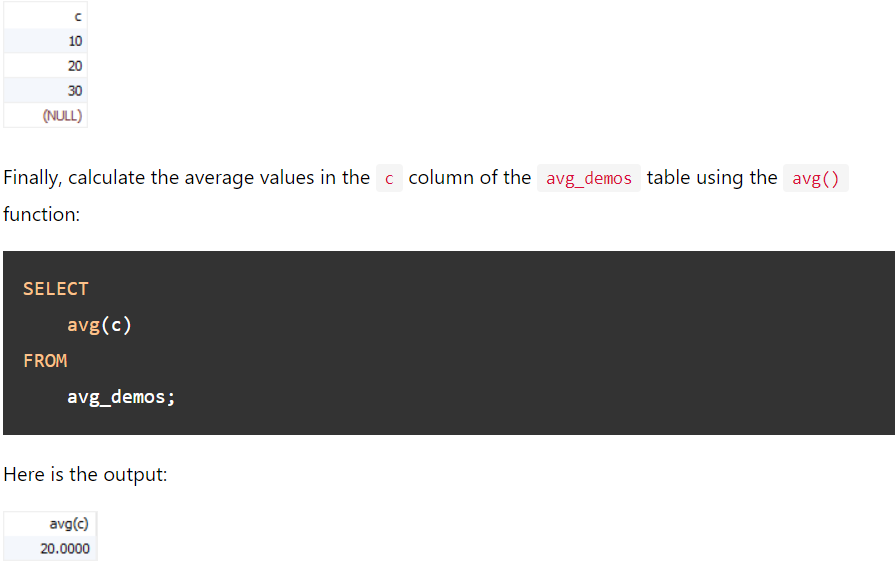 c
10
20
30
(NULL)
Finally, calculate the average values in the c column of the avg_demos table using the avg()
function:
SELECT
avg(c)
FROM
avg_demos;
Here is the output:
avg(c)
20.0000